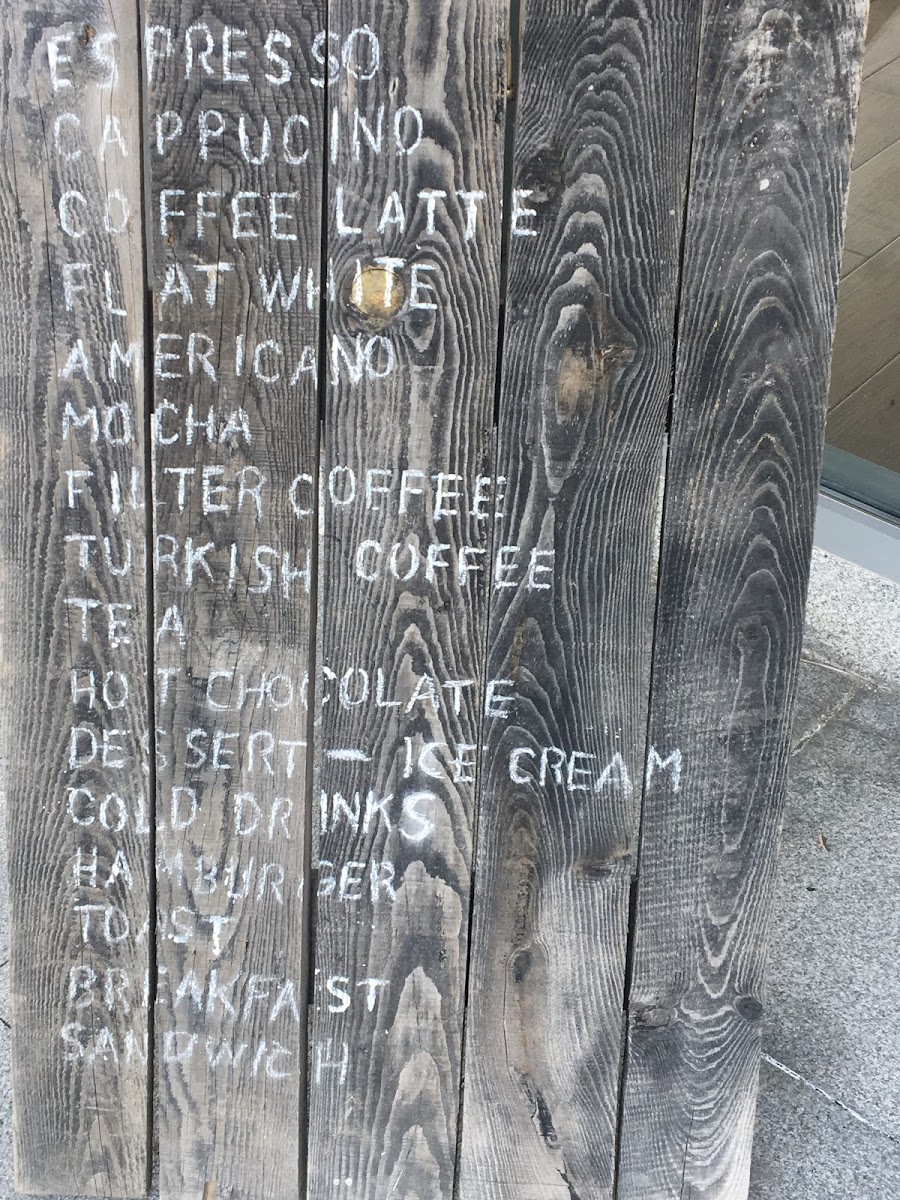 ESPRESSO
CAPPUCINO
COFFEE LATTE
FLAT WHITE
AMERICANO
MOCHA
FILTER COFFEE
TURKISH COFFEE
TEA
HOT CHOCOLATE
DESSERT - ICE CREAM
COLD DRINKS
HAMBURGER
TOAST
BREAKFAST
SANDWICH